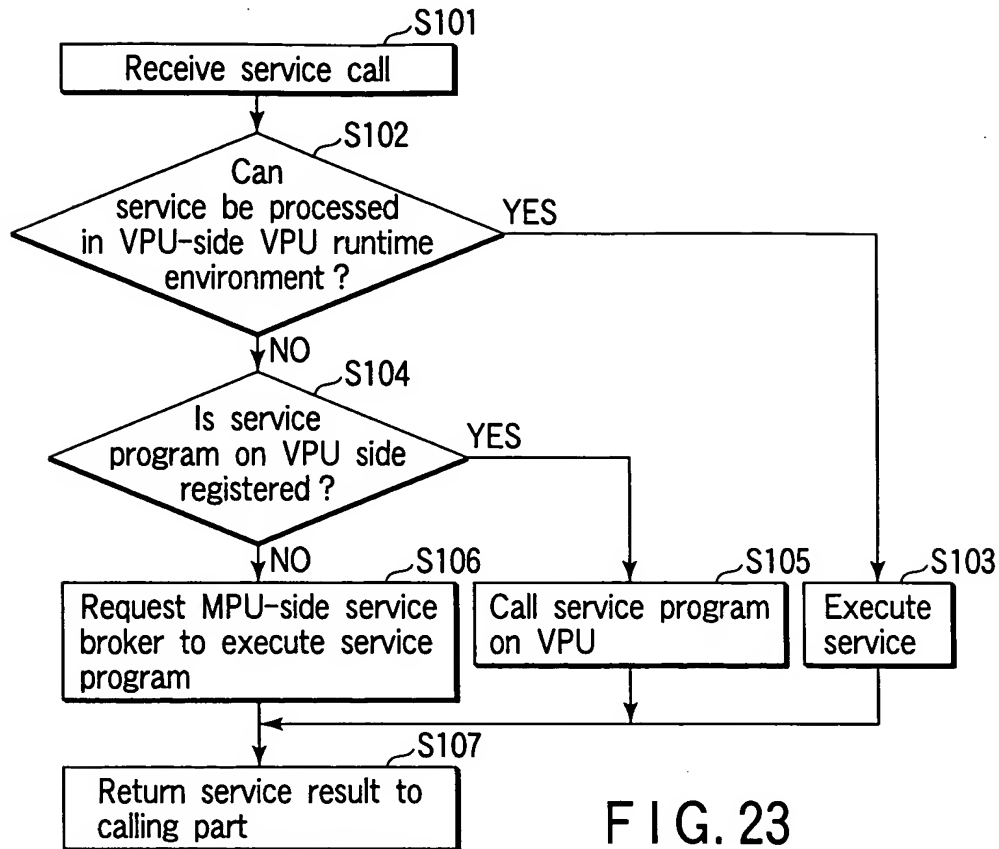 S101
Receive service call
S102
Can
service be processed
in VPU-side VPU runtime
environment ?
YES
NO
S104
Is service
program on VPU side
registered ?
YES
NO
S106
Request MPU-side service
broker to execute service
program
S105
Call service program
on VPU
S103
Execute
service
S107
Return service result to
calling part
FIG. 23